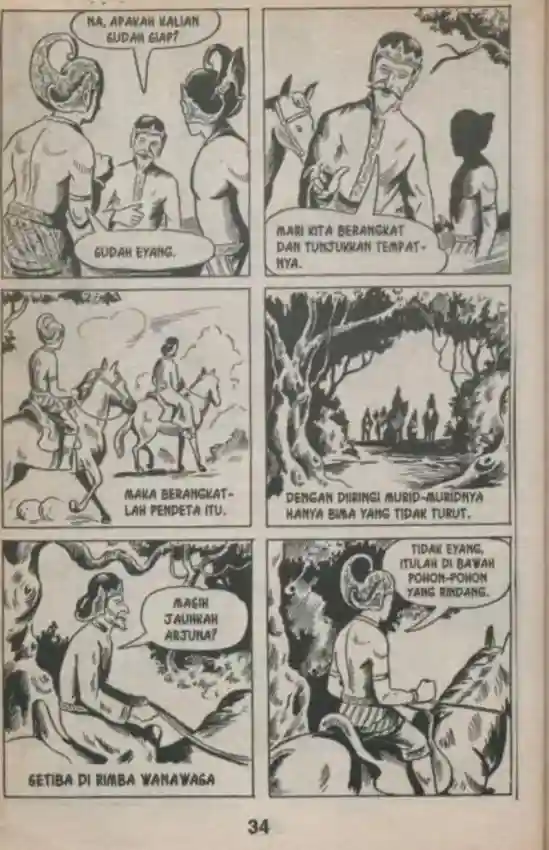 NA, APAKAH KALIAN
SUDAH SIAP?
SUDAH EYANG.
MARI KITA BERANGKAT
DAN TUNJUKKAN TEMPAT-
NYA.
MAKA BERANGKAT-
LAH PENDETA ITU.
DENGAN DIIRINGI MURID-MURIDNYA
HANYA BIMA YANG TIDAK TURUT.
MASIH
JAUHKAH
ARJUNA?
SETIBA DI RIMBA WANAWASA
TIDAK EYANG,
ITULAH DI BAWAH
POHON-POHON
YANG RINDANG.
34